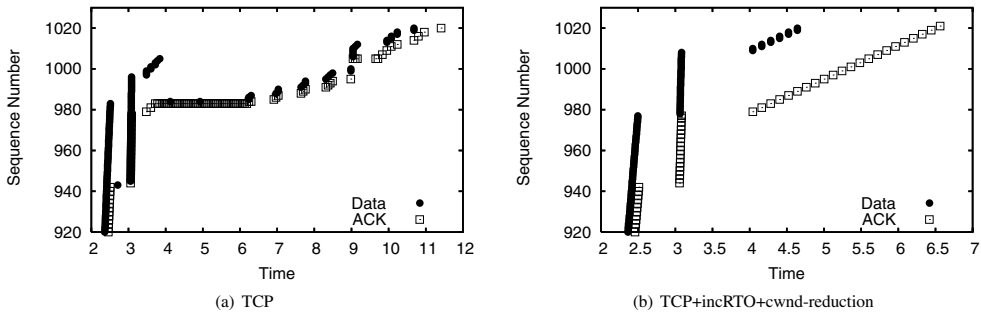 1020
1000
980
960
940
920
Sequence Number
Data
ACK
2 3 4 5 6 7 8 9 10 11 12
Time
(a) TCP
1020
1000
980
960
940
920
Sequence Number
Data
ACK
2 2.5 3 3.5 4 4.5 5 5.5 6 6.5 7
Time
(b) TCP+incRTO+cwnd-reduction